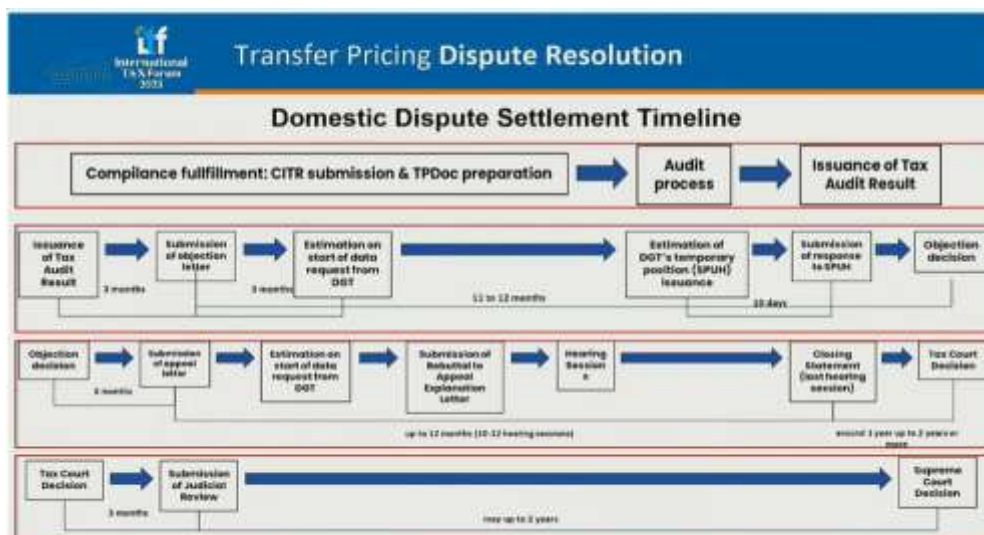 itf
International
TAX Forum
2023
Transfer Pricing Dispute Resolution
Domestic Dispute Settlement Timeline
Compilance fullfillment: CITR submission & TPDoc preparation
Audit
process
Issuance of Tax
Audit Result
Issuance
of Tax
Audit
Result
Submission
of objection
letter
Estimation on
start of data
request from
DGT
Estimation of
DGT's temporary
position (SPUH)
issuance
Submission
of response
to SPUH
Objection
decision
3 months
11 to 12 months
days
Objection
decision
Submission
of appeal
letter
Estimation on
start of data
request from
DGT
Submission of
Rebuttal to
Appeal
Explanation
Letter
Hearing
Session
s
Closing
Statement
(last hearing
session)
Tax Court
Decision
months
up to 12 months (10-12 hearing sessions)
around 1 year up to 2 years or
more
Tax Court
Decision
Submission
of Judicial
Review
Supreme
Court
Decision
3 months
may up to 2 years